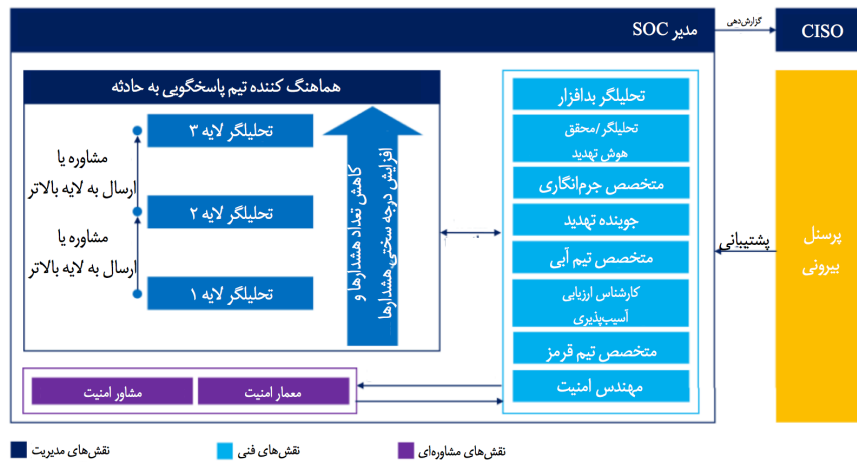 مدیر SOC
گزارش‌دهی
CISO
هماهنگ کننده تیم پاسخگویی به حادثه
تحلیلگر لایه ۳
مشاوره یا
ارسال به لایه بالاتر
تحلیلگر لایه ۲
مشاوره یا
ارسال به لایه بالاتر
تحلیلگر لایه ۱
کاهش تعداد هشدارها و
افزایش درجه سختی هشدارها
تحلیلگر بدافزار
تحلیلگر/محقق
هوش تهدید
متخصص جرم‌انگاری
جوینده تهدید
متخصص تیم آبی
کارشناس ارزیابی
آسیب‌پذیری
متخصص تیم قرمز
مهندس امنیت
پشتیبانی
پرسنل
بیرونی
معمار امنیت
مشاور امنیت
نقش‌های مشاوره‌ای
نقش‌های فنی
نقش‌های مدیریت